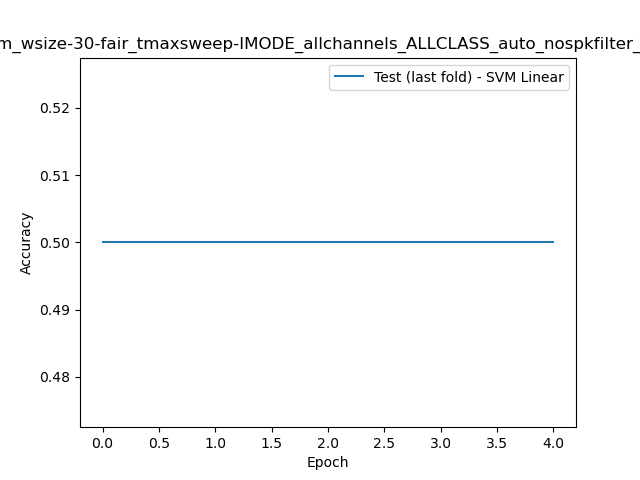 m_wsize-30-fair_tmaxsweep-IMODE_allchannels_ALLCLASS_auto_nospkfilter_
Test (last fold) - SVM Linear
0.52
0.51
0.50
0.49
0.48
Accuracy
0.0 0.5 1.0 1.5 2.0 2.5 3.0 3.5 4.0
Epoch